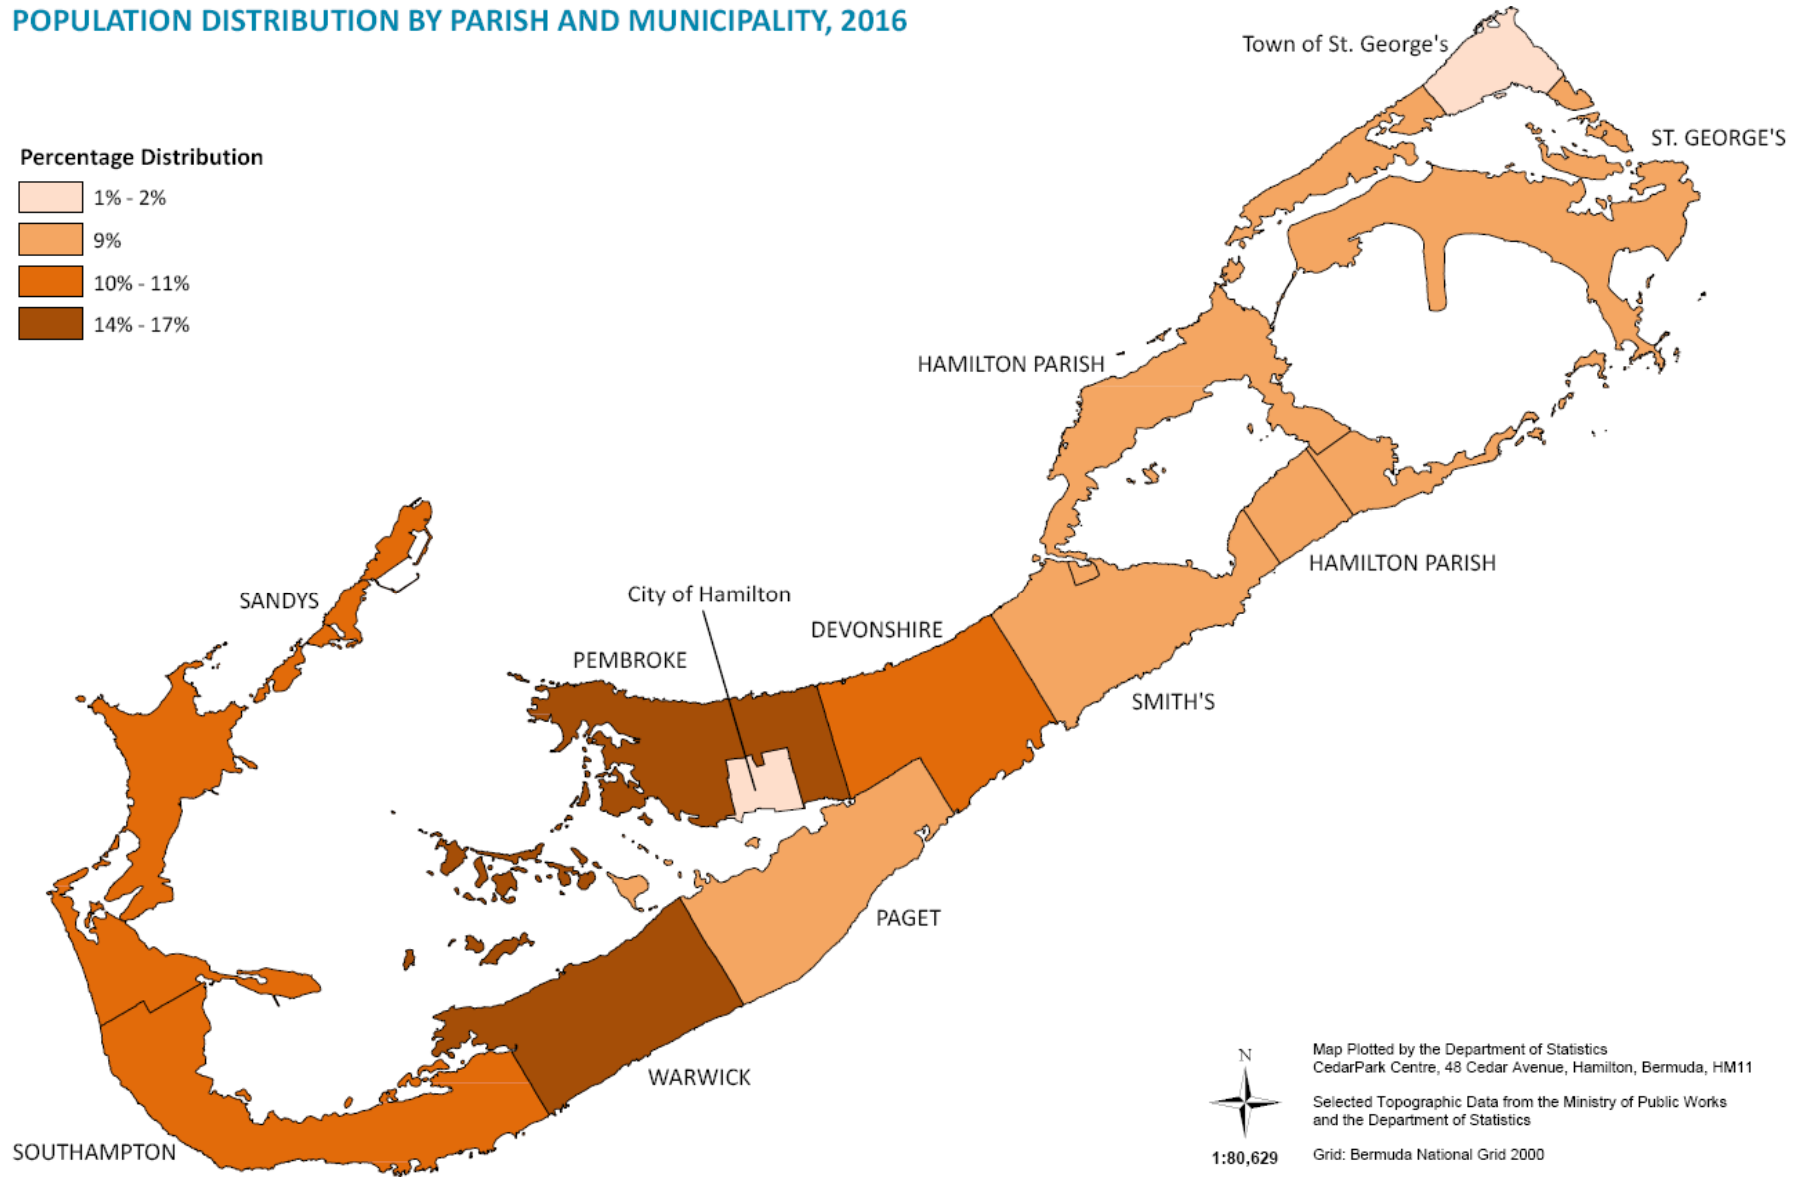 POPULATION DISTRIBUTION BY PARISH AND MUNICIPALITY, 2016
Town of St. George's
ST. GEORGE'S
Percentage Distribution
1% - 2%
9%
10% - 11%
14% - 17%
HAMILTON PARISH
HAMILTON PARISH
SANDYS
City of Hamilton
DEVONSHIRE
PEMBROKE
SMITH'S
PAGET
WARWICK
SOUTHAMPTON
N
1:80,629
Map Plotted by the Department of Statistics
CedarPark Centre, 48 Cedar Avenue, Hamilton, Bermuda, HM11
Selected Topographic Data from the Ministry of Public Works
and the Department of Statistics
Grid: Bermuda National Grid 2000